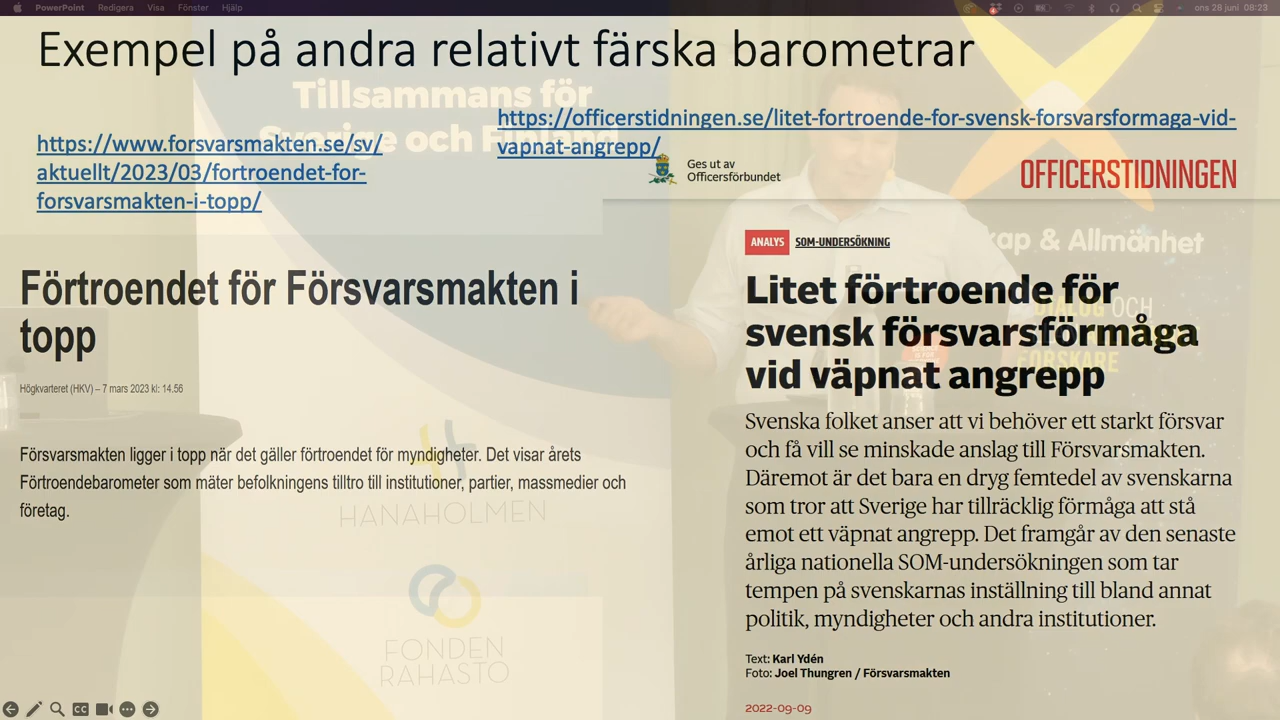 PowerPoint Redigera Visa Fönster Hjälp
ons 28 juni 08:23
Exempel på andra relativt färska barometrar
Tillsammans för
Sverige och Finland
https://www.forsvarsmakten.se/sv/
aktuellt/2023/03/fortroendet-for-
forsvarsmakten-i-topp/
https://officerstidningen.se/litet-fortroende-for-svensk-forsvarsformaga-vid-
vapnat-angrepp/
Ges ut av
Officersförbundet
OFFICERSTIDNINGEN
Förtroendet för Försvarsmakten i
topp
Högkvarteret (HKV) – 7 mars 2023 kl: 14.56
Försvarsmakten ligger i topp när det gäller förtroendet för myndigheter. Det visar årets
Förtroendebarometer som mäter befolkningens tilltro till institutioner, partier, massmedier och
företag.
HANAHOLMEN
FONDEN
RAHASTO
& Allmänhet
DIALOG OCH
FORSKARE
ANALYS SOM-UNDERSÖKNING
Litet förtroende för
svensk försvarsförmåga
vid väpnat angrepp
Svenska folket anser att vi behöver ett starkt försvar
och få vill se minskade anslag till Försvarsmakten.
Däremot är det bara en dryg femtedel av svenskarna
som tror att Sverige har tillräcklig förmåga att stå
emot ett väpnat angrepp. Det framgår av den senaste
årliga nationella SOM-undersökningen som tar
tempen på svenskarnas inställning till bland annat
politik, myndigheter och andra institutioner.
Text: Karl Ydén
Foto: Joel Thungren / Försvarsmakten
2022-09-09
CC